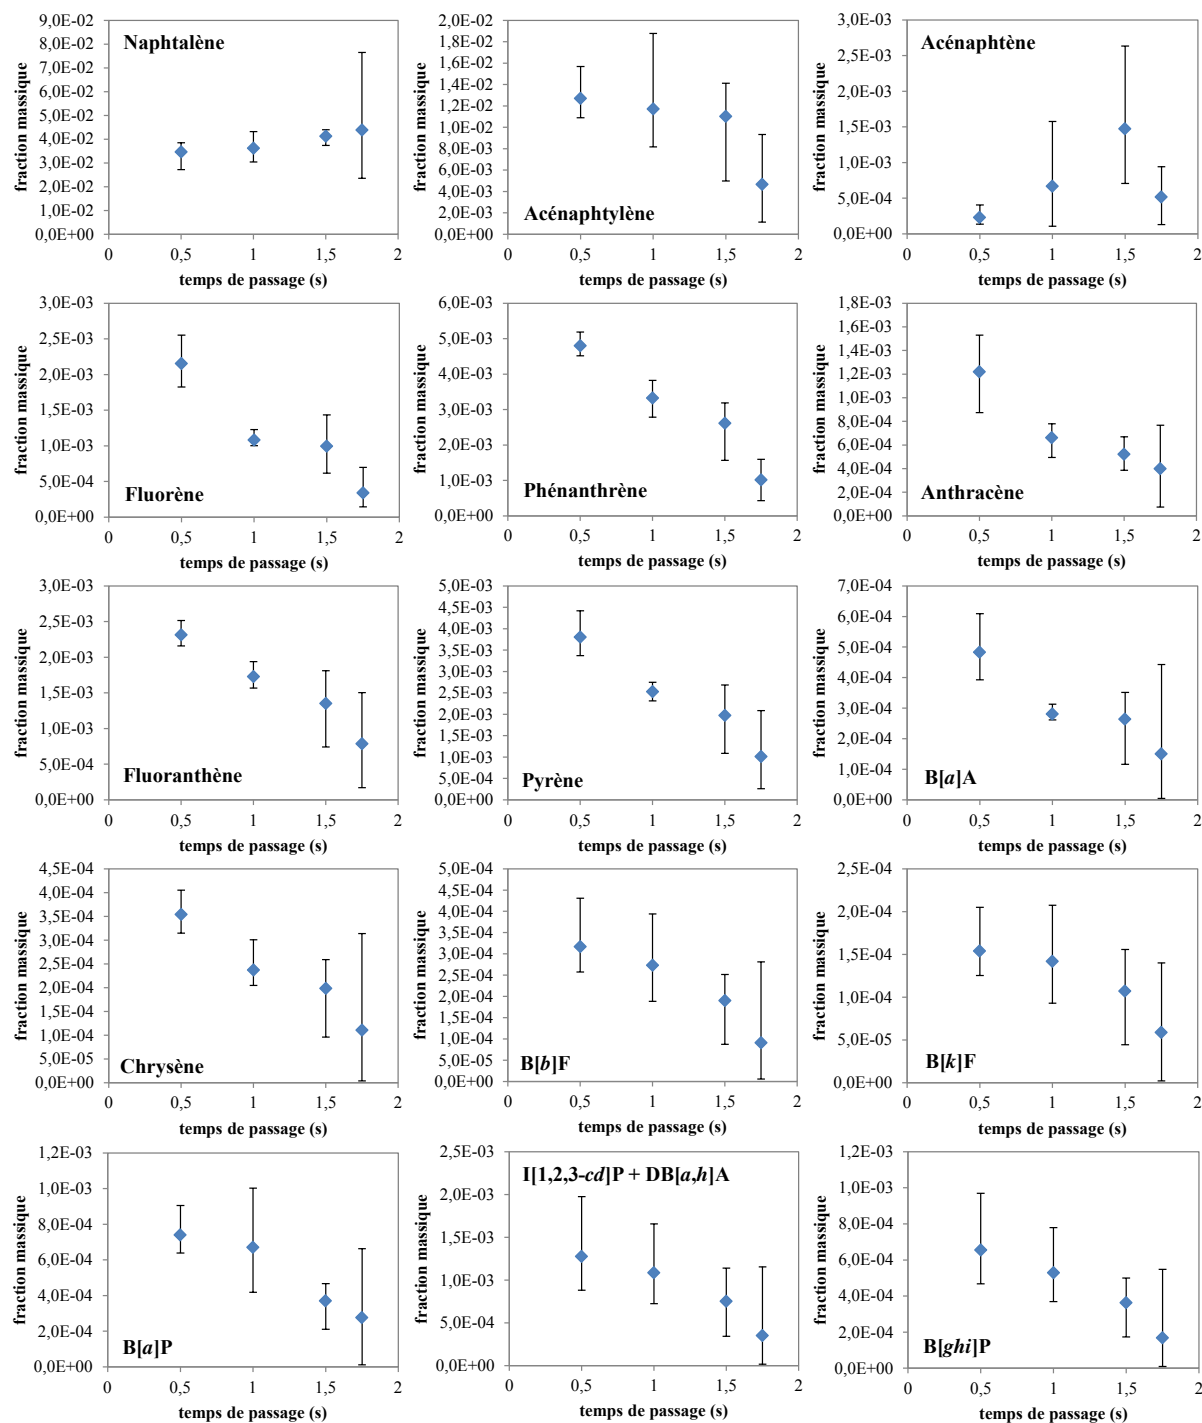 Naphtalène
fraction massique
9,0E-02
8,0E-02
7,0E-02
6,0E-02
5,0E-02
4,0E-02
3,0E-02
2,0E-02
1,0E-02
0,0E+00
0 0,5 1 1,5 2
temps de passage (s)
Acénaphtylène
fraction massique
2,0E-02
1,8E-02
1,6E-02
1,4E-02
1,2E-02
1,0E-02
8,0E-03
6,0E-03
4,0E-03
2,0E-03
0,0E+00
0 0,5 1 1,5 2
temps de passage (s)
Acénaphtène
fraction massique
3,0E-03
2,5E-03
2,0E-03
1,5E-03
1,0E-03
5,0E-04
0,0E+00
0 0,5 1 1,5 2
temps de passage (s)
Fluorène
fraction massique
3,0E-03
2,5E-03
2,0E-03
1,5E-03
1,0E-03
5,0E-04
0,0E+00
0 0,5 1 1,5 2
temps de passage (s)
Phénanthrène
fraction massique
6,0E-03
5,0E-03
4,0E-03
3,0E-03
2,0E-03
1,0E-03
0,0E+00
0 0,5 1 1,5 2
temps de passage (s)
Anthracène
fraction massique
1,8E-03
1,6E-03
1,4E-03
1,2E-03
1,0E-03
8,0E-04
6,0E-04
4,0E-04
2,0E-04
0,0E+00
0 0,5 1 1,5 2
temps de passage (s)
Fluoranthène
fraction massique
3,0E-03
2,5E-03
2,0E-03
1,5E-03
1,0E-03
5,0E-04
0,0E+00
0 0,5 1 1,5 2
temps de passage (s)
Pyrène
fraction massique
5,0E-03
4,5E-03
4,0E-03
3,5E-03
3,0E-03
2,5E-03
2,0E-03
1,5E-03
1,0E-03
5,0E-04
0,0E+00
0 0,5 1 1,5 2
temps de passage (s)
B[a]A
fraction massique
7,0E-04
6,0E-04
5,0E-04
4,0E-04
3,0E-04
2,0E-04
1,0E-04
0,0E+00
0 0,5 1 1,5 2
temps de passage (s)
Chrysène
fraction massique
4,5E-04
4,0E-04
3,5E-04
3,0E-04
2,5E-04
2,0E-04
1,5E-04
1,0E-04
5,0E-05
0,0E+00
0 0,5 1 1,5 2
temps de passage (s)
B[b]F
fraction massique
5,0E-04
4,5E-04
4,0E-04
3,5E-04
3,0E-04
2,5E-04
2,0E-04
1,5E-04
1,0E-04
5,0E-05
0,0E+00
0 0,5 1 1,5 2
temps de passage (s)
B[k]F
fraction massique
2,5E-04
2,0E-04
1,5E-04
1,0E-04
5,0E-05
0,0E+00
0 0,5 1 1,5 2
temps de passage (s)
B[a]P
fraction massique
1,2E-03
1,0E-03
8,0E-04
6,0E-04
4,0E-04
2,0E-04
0,0E+00
0 0,5 1 1,5 2
temps de passage (s)
I[1,2,3-cd]P + DB[a,h]A
fraction massique
2,5E-03
2,0E-03
1,5E-03
1,0E-03
5,0E-04
0,0E+00
0 0,5 1 1,5 2
temps de passage (s)
B[ghi]P
fraction massique
1,2E-03
1,0E-03
8,0E-04
6,0E-04
4,0E-04
2,0E-04
0,0E+00
0 0,5 1 1,5 2
temps de passage (s)